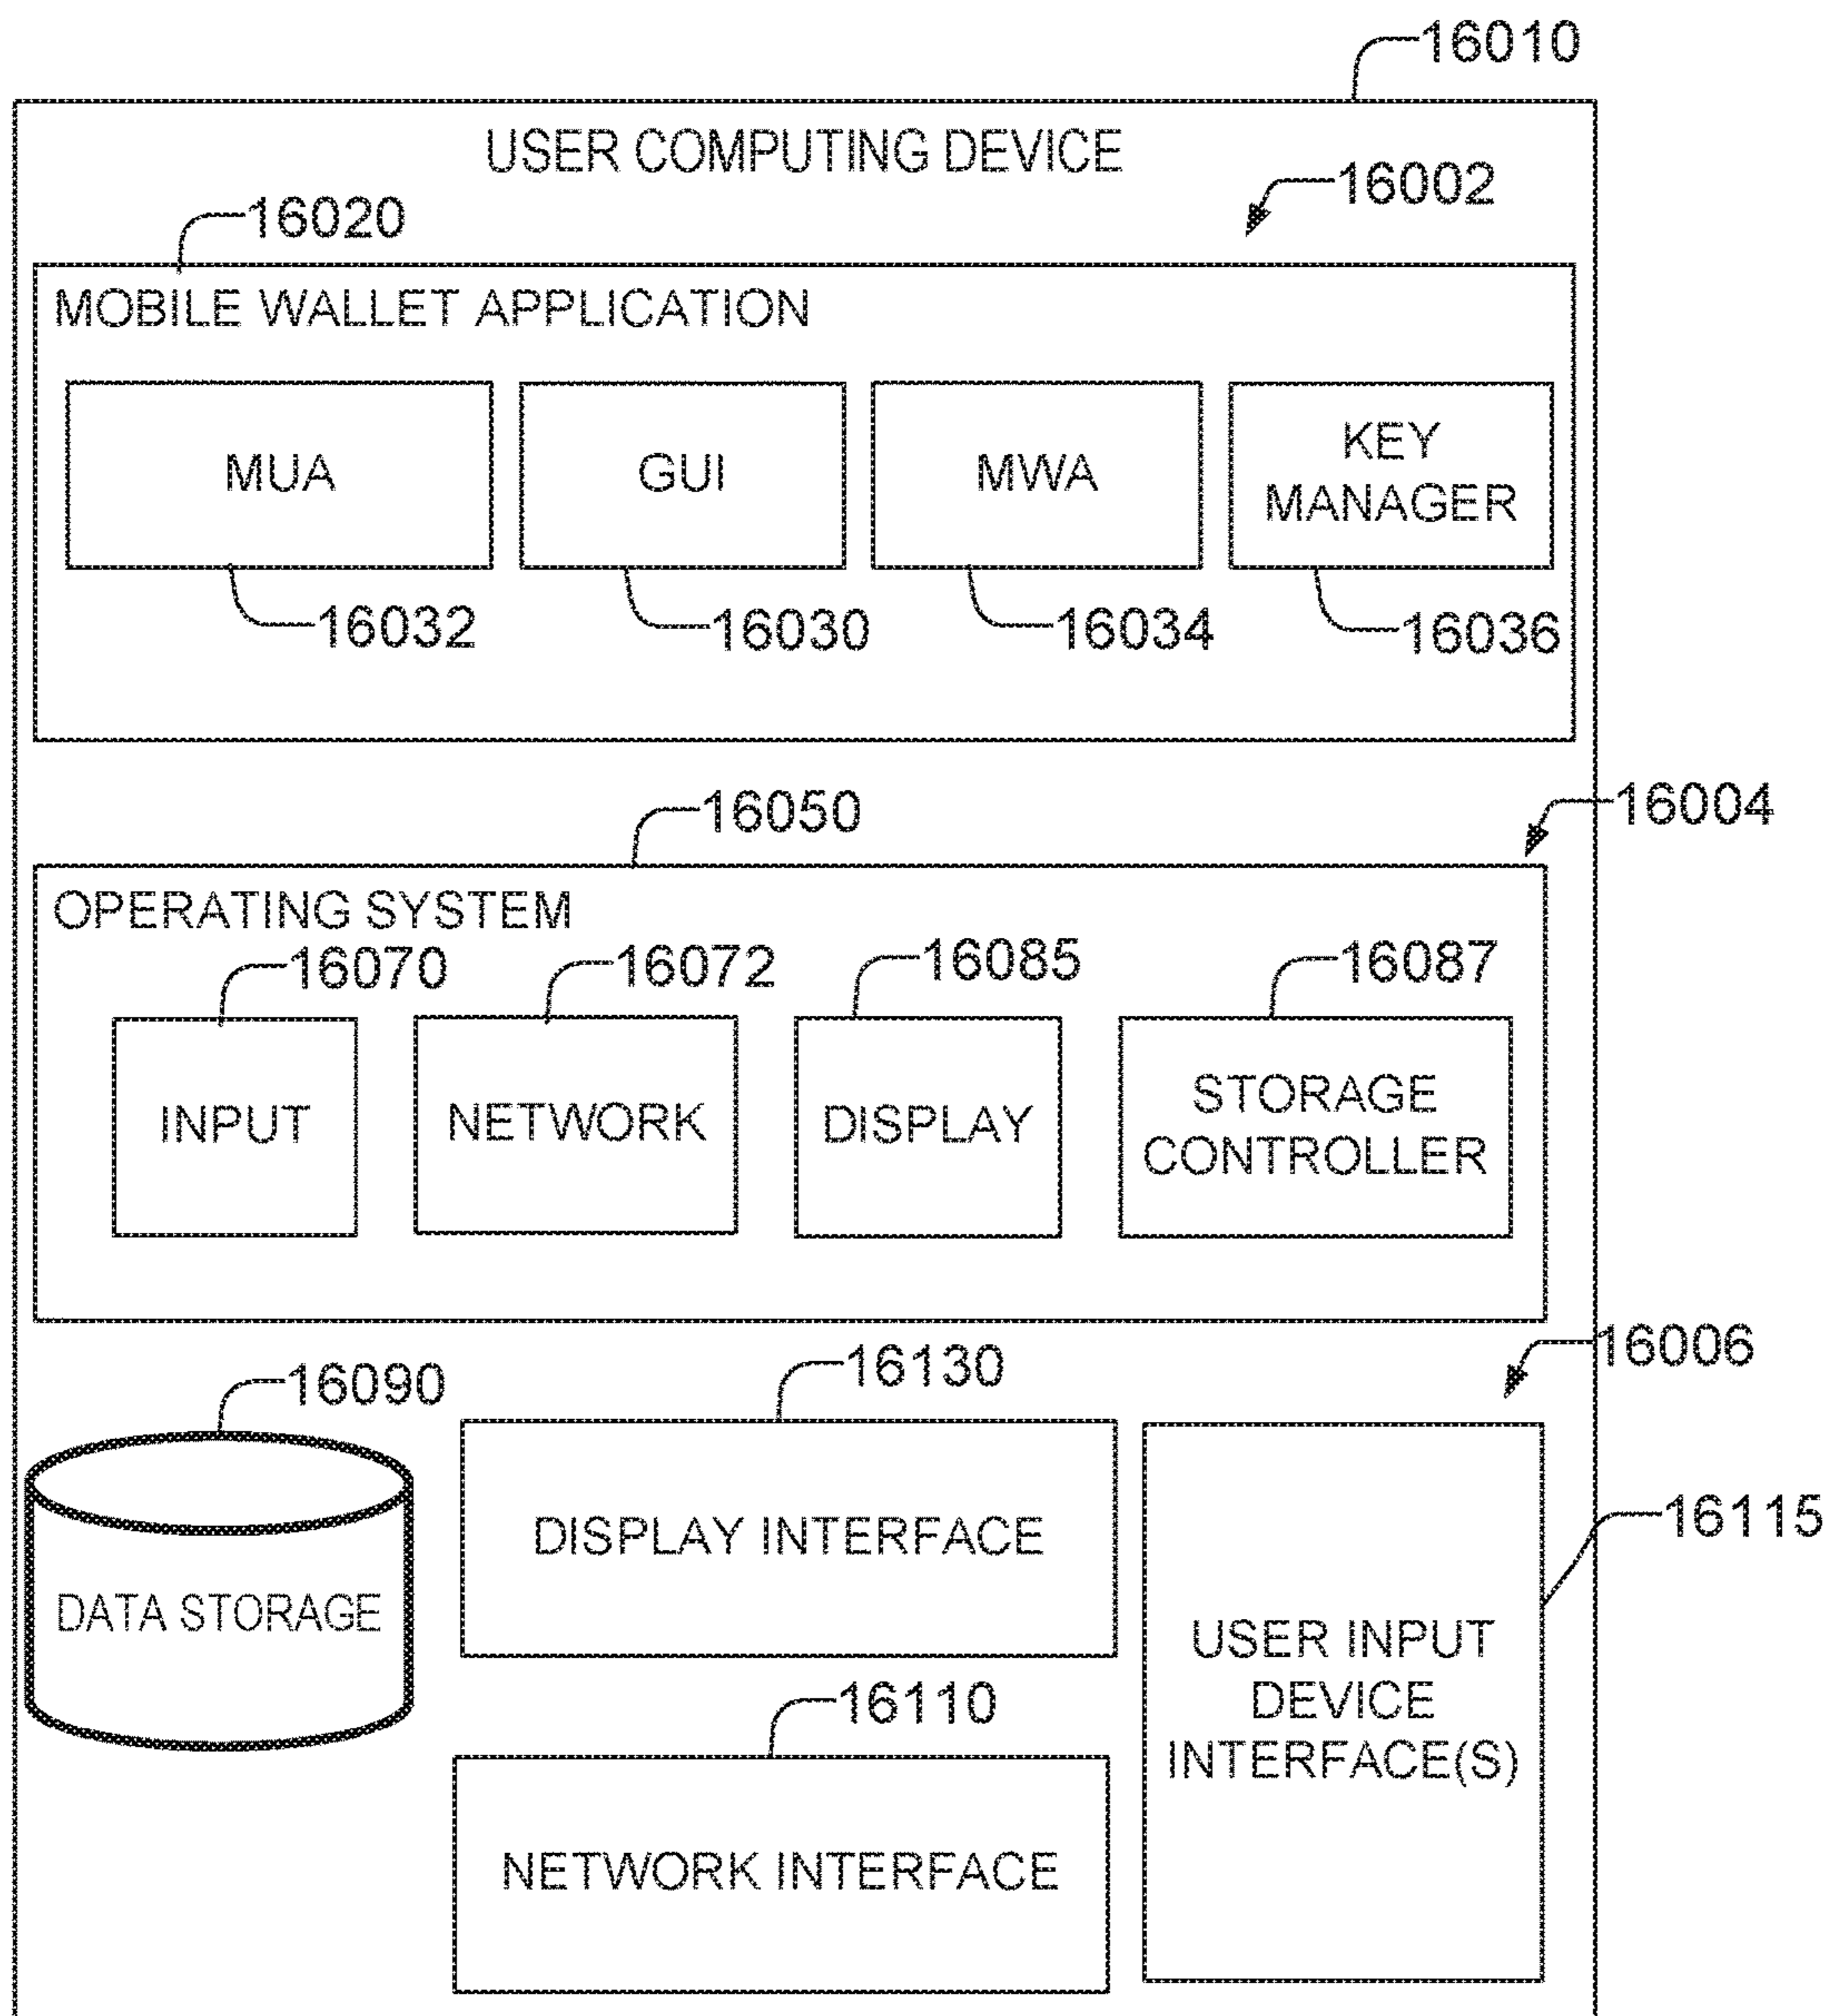 16010
USER COMPUTING DEVICE
16002
16020
MOBILE WALLET APPLICATION
MUA
GUI
MWA
KEY
MANAGER
16032
16030
16034
16036
16050
16004
OPERATING SYSTEM
16070
16072
16085
16087
INPUT
NETWORK
DISPLAY
STORAGE
CONTROLLER
16006
16090
16130
DATA STORAGE
DISPLAY INTERFACE
16115
USER INPUT
DEVICE
INTERFACE(S)
16110
NETWORK INTERFACE